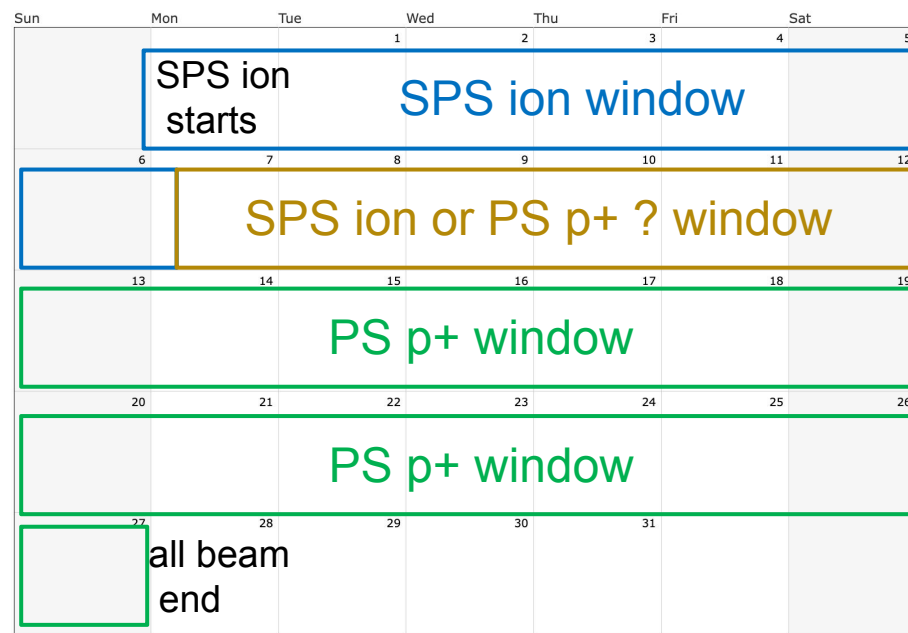 Sun Mon Tue Wed Thu Fri Sat
1 2 3 4 5
SPS ion
starts
SPS ion window
6 7 8 9 10 11 12
SPS ion or PS p+ ? window
13 14 15 16 17 18 19
PS p+ window
20 21 22 23 24 25 26
PS p+ window
27 28 29 30 31
all beam
end